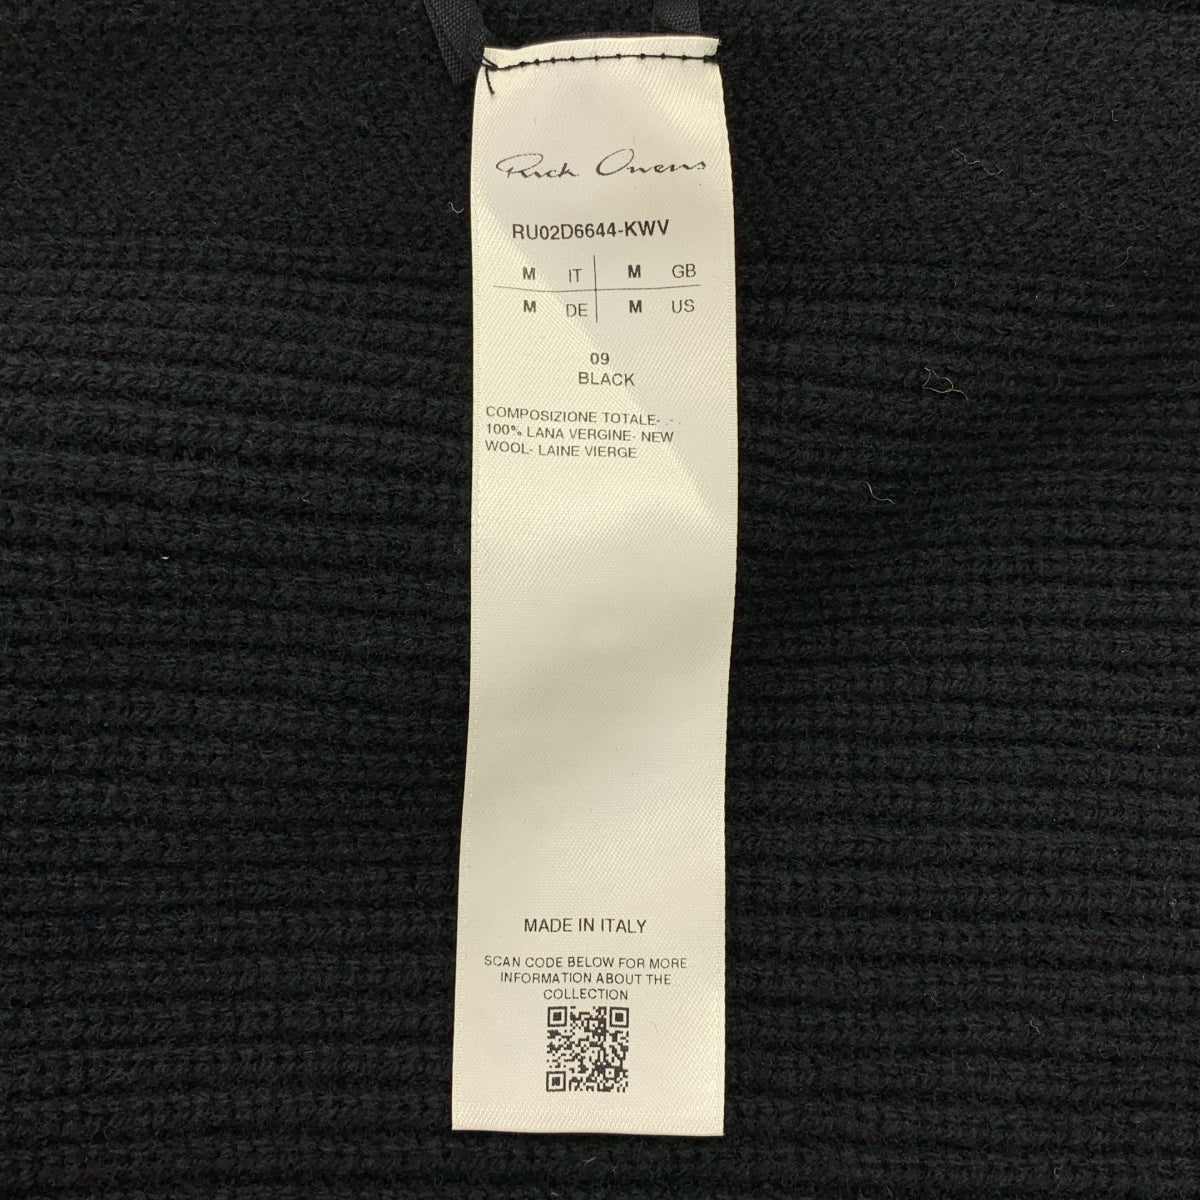 Rick Owens
RU02D6644-KWV
M IT M GB
M DE M US
09
BLACK
COMPOSIZIONE TOTALE- . -
100% LANA VERGINE- NEW
WOOL- LAINE VIERGE
MADE IN ITALY
SCAN CODE BELOW FOR MORE
INFORMATION ABOUT THE
COLLECTION